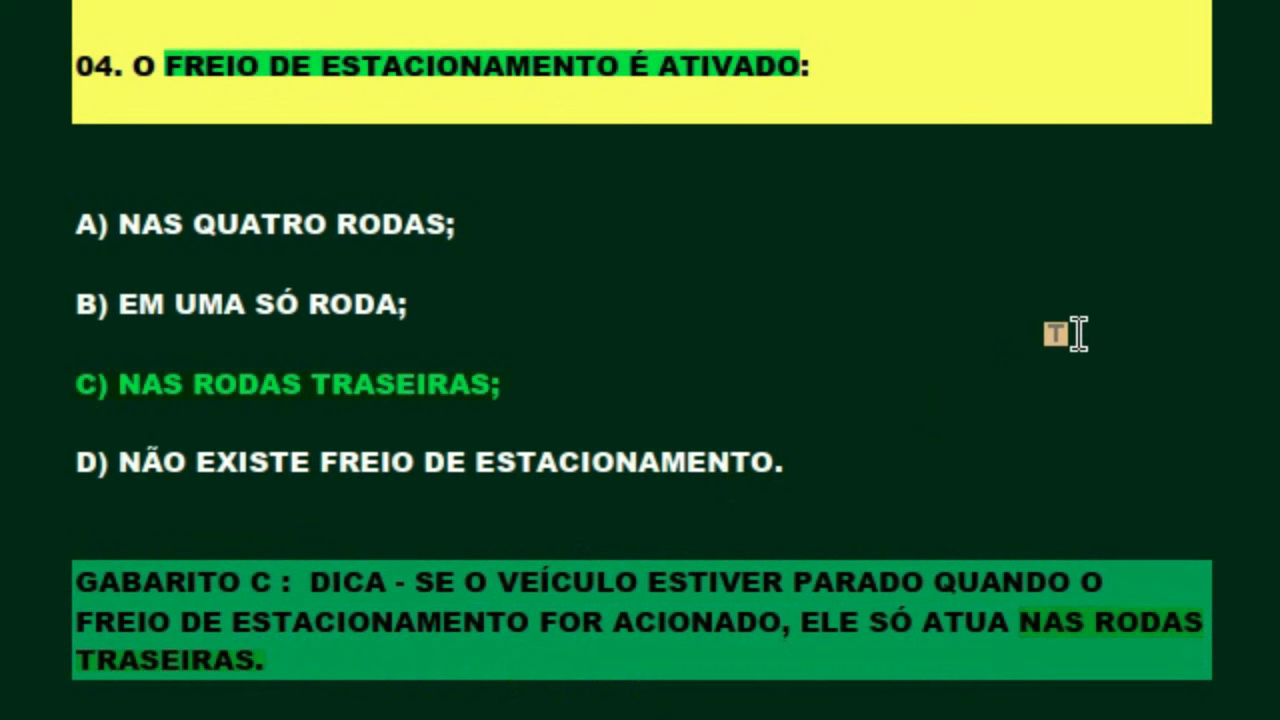 04. O FREIO DE ESTACIONAMENTO É ATIVADO:
A) NAS QUATRO RODAS;
B) EM UMA SÓ RODA;
T
C) NAS RODAS TRASEIRAS;
D) NÃO EXISTE FREIO DE ESTACIONAMENTO.
GABARITO C : DICA - SE O VEÍCULO ESTIVER PARADO QUANDO O
FREIO DE ESTACIONAMENTO FOR ACIONADO, ELE SÓ ATUA NAS RODAS
TRASEIRAS.